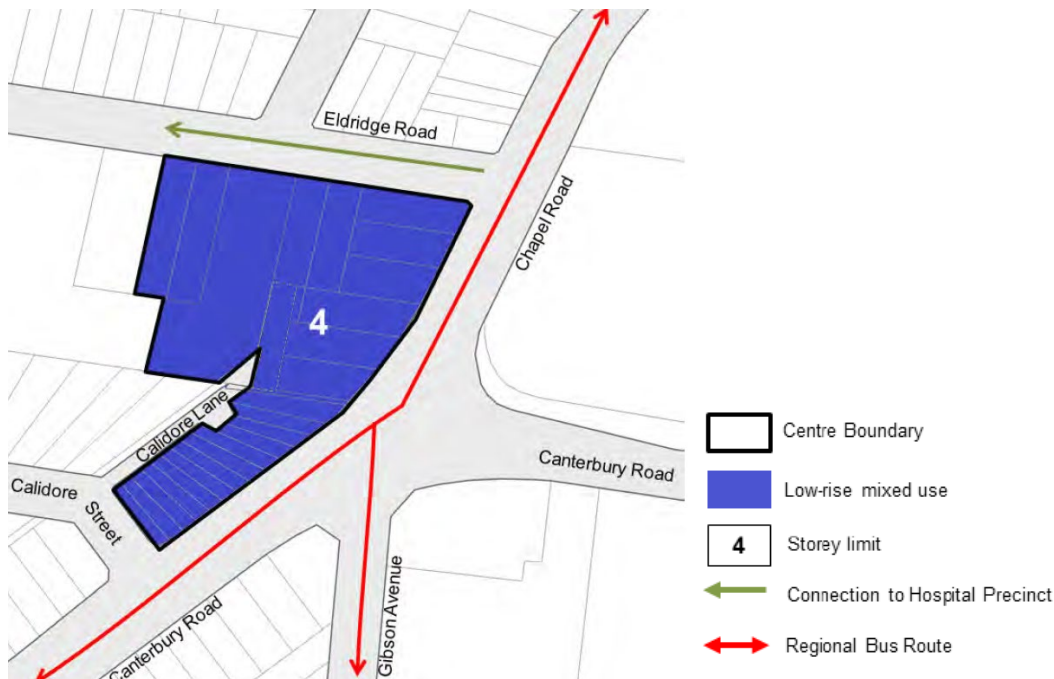 Eldridge Road
Chapel Road
4
Calidore Lane
Canterbury Road
Calidore
Street
Canterbury Road
Gibson Avenue
Centre Boundary
Low-rise mixed use
4 Storey limit
Connection to Hospital Precinct
Regional Bus Route